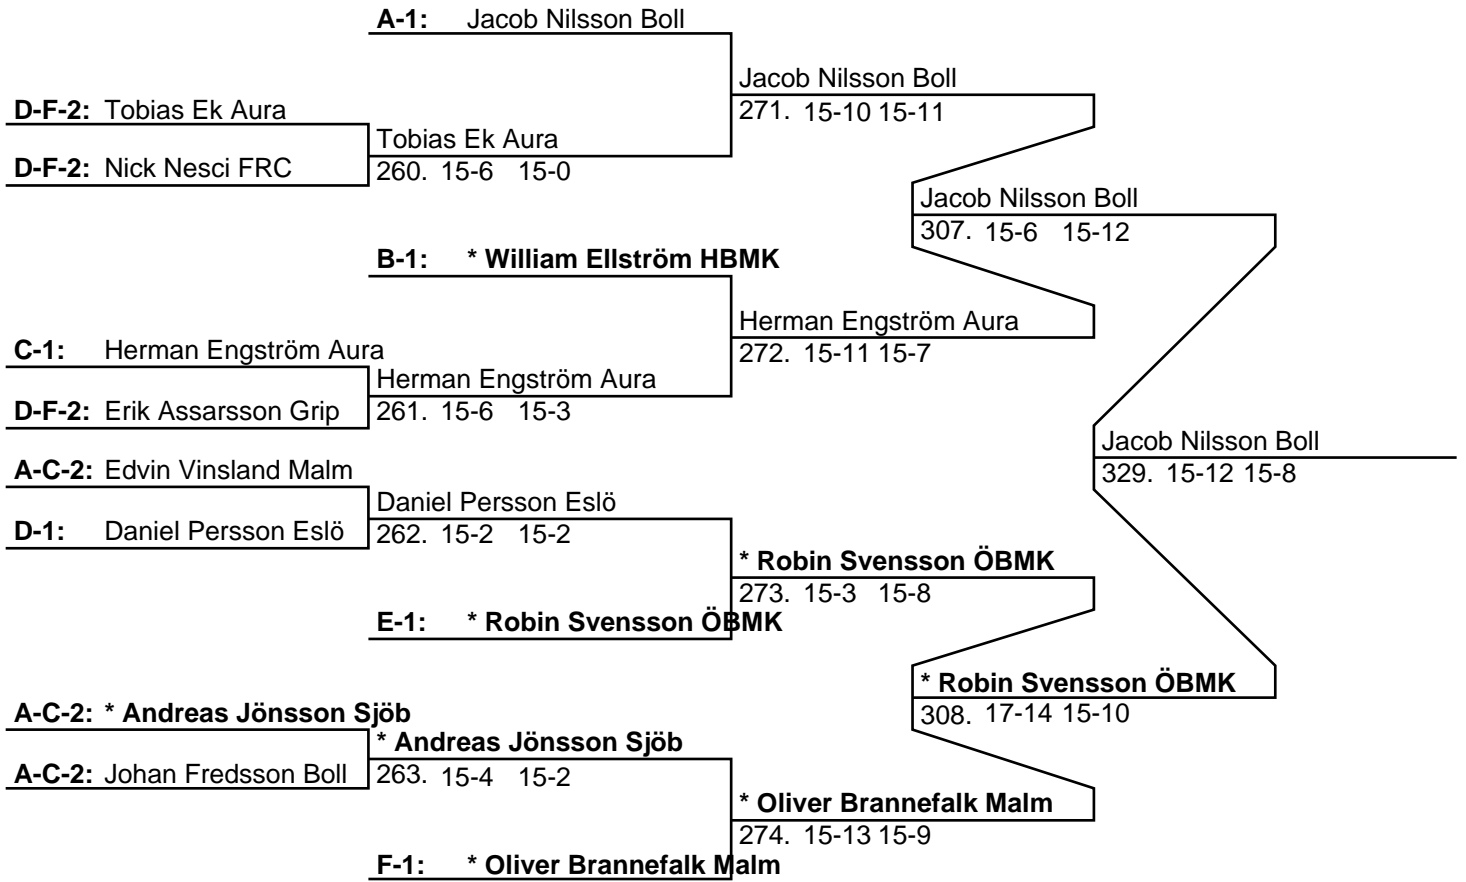 A-1: Jacob Nilsson Boll
Jacob Nilsson Boll
D-F-2: Tobias Ek Aura
271. 15-10 15-11
Tobias Ek Aura
D-F-2: Nick Nesci FRC
260. 15-6 15-0
Jacob Nilsson Boll
307. 15-6 15-12
B-1: * William Ellström HBMK
Herman Engström Aura
C-1: Herman Engström Aura
272. 15-11 15-7
Herman Engström Aura
D-F-2: Erik Assarsson Grip
261. 15-6 15-3
Jacob Nilsson Boll
A-C-2: Edvin Vinsland Malm
329. 15-12 15-8
Daniel Persson Eslö
D-1: Daniel Persson Eslö
262. 15-2 15-2
* Robin Svensson ÖBMK
273. 15-3 15-8
E-1: * Robin Svensson ÖBMK
* Robin Svensson ÖBMK
A-C-2: * Andreas Jönsson Sjöb
308. 17-14 15-10
* Andreas Jönsson Sjöb
A-C-2: Johan Fredsson Boll
263. 15-4 15-2
* Oliver Brannefalk Malm
274. 15-13 15-9
F-1: * Oliver Brannefalk Malm